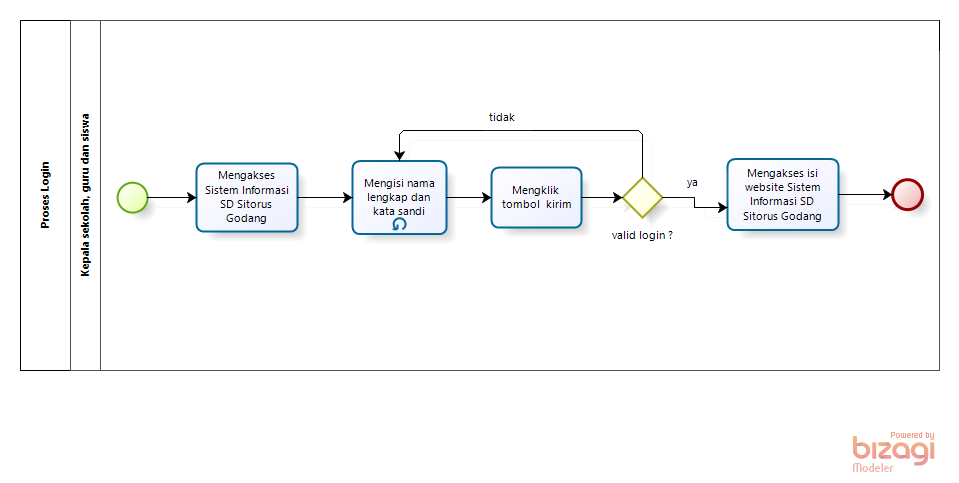 Proses Login
Kepala sekolah, guru dan siswa
Mengakses
Sistem Informasi
SD Sitorus
Godang
Mengisi nama
lengkap dan
kata sandi
Mengklik
tombol kirim
tidak
valid login ?
ya
Mengakses isi
website Sistem
Informasi SD
Sitorus Godang
Powered by
bizagi
Modeler